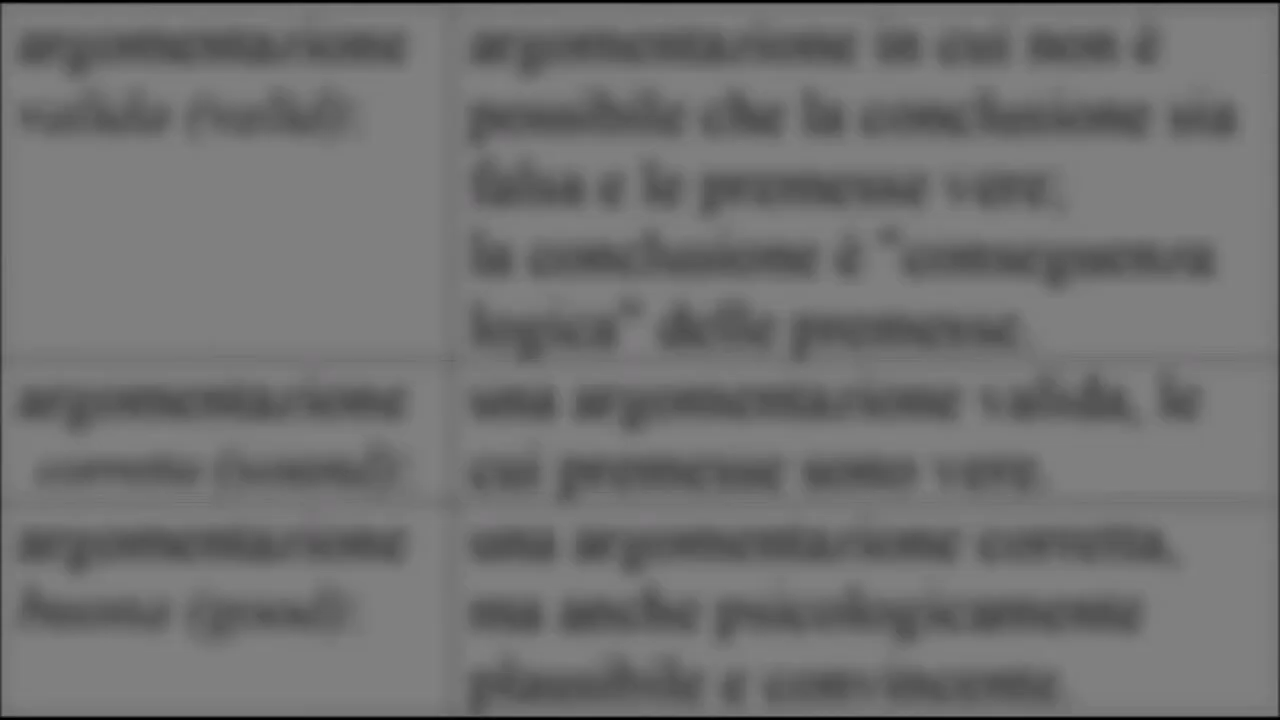 argomentazione
valida (valid):
argomentazione in cui non è
possibile che la conclusione sia
falsa e le premesse vere;
la conclusione è "conseguenza
logica" delle premesse.
argomentazione
corretta (sound):
una argomentazione valida, le
cui premesse sono vere.
argomentazione
buona (good):
una argomentazione corretta,
ma anche psicologicamente
plausibile e convincente.